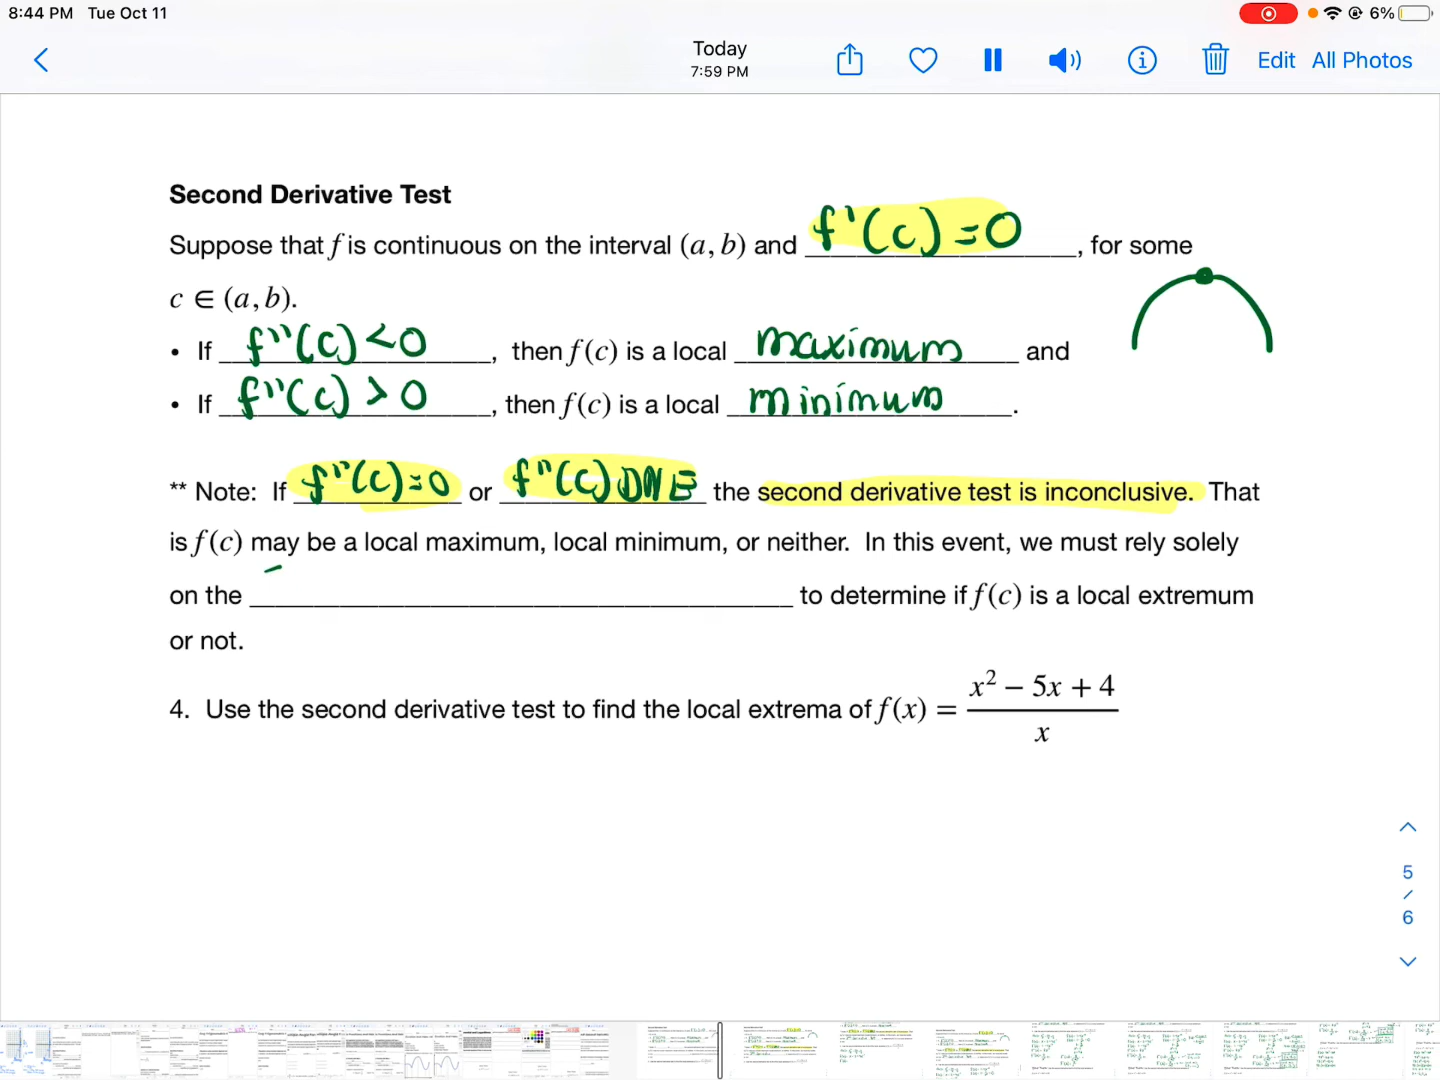 8:44 PM Tue Oct 11
6%
Today
7:59 PM
Edit All Photos
Second Derivative Test
Suppose that f is continuous on the interval (a, b) and f'(c)=0, for some
c ∈ (a, b).
• If f''(c)<0, then f(c) is a local maximum and
• If f''(c) > 0, then f(c) is a local minimum.
** Note: If f''(c)=0 or f''(c) DNE the second derivative test is inconclusive. That
is f(c) may be a local maximum, local minimum, or neither. In this event, we must rely solely
on the ______ to determine if f(c) is a local extremum
or not.
4. Use the second derivative test to find the local extrema of f(x) = (x² − 5x + 4)/x
5
/
6